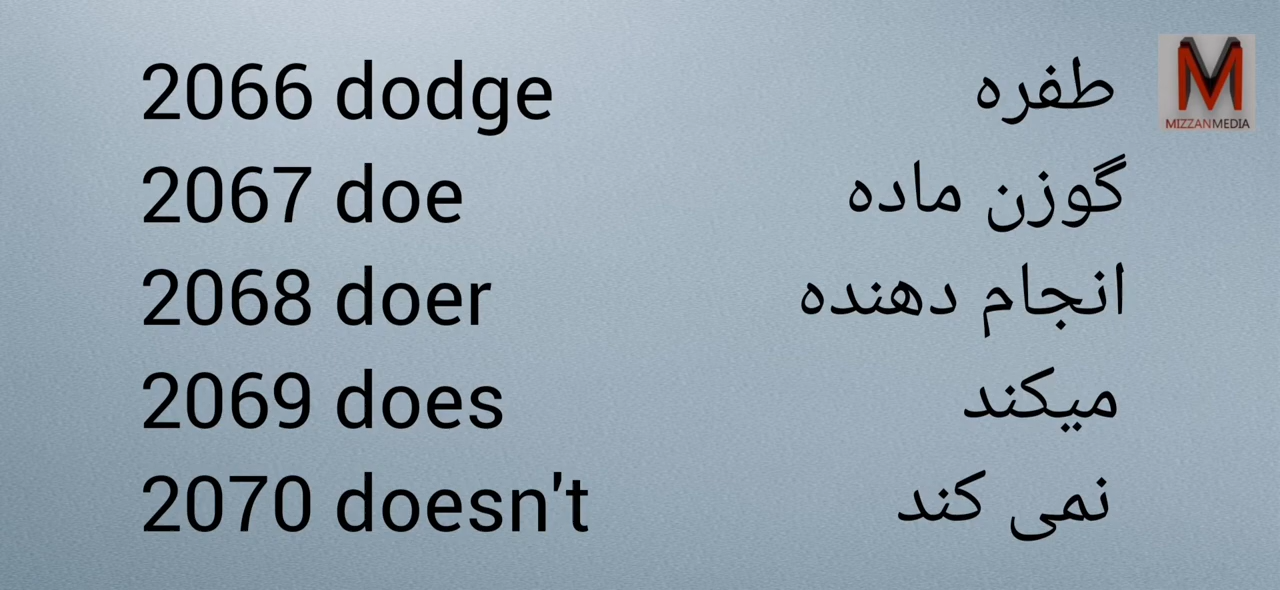 2066 dodge طفره
MIZZANMEDIA
2067 doe گوزن ماده
2068 doer انجام دهنده
2069 does میکند
2070 doesn't نمی کند